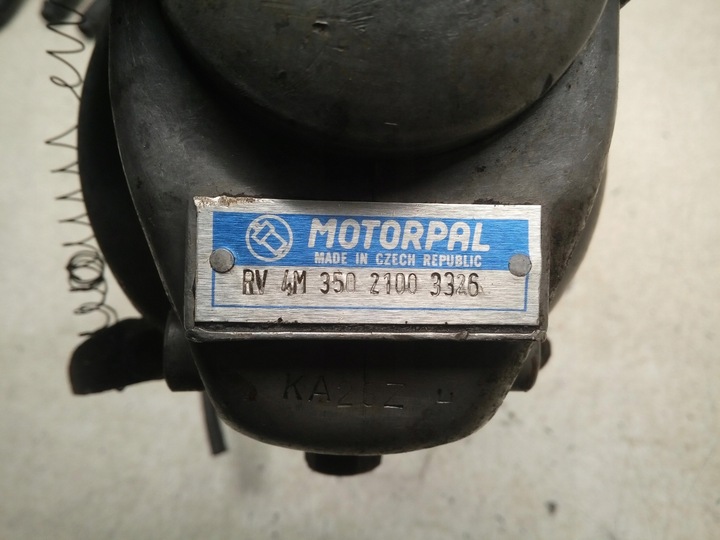 MOTORPAL
MADE IN CZECH REPUBLIC
RV 4M 350 2100 3326